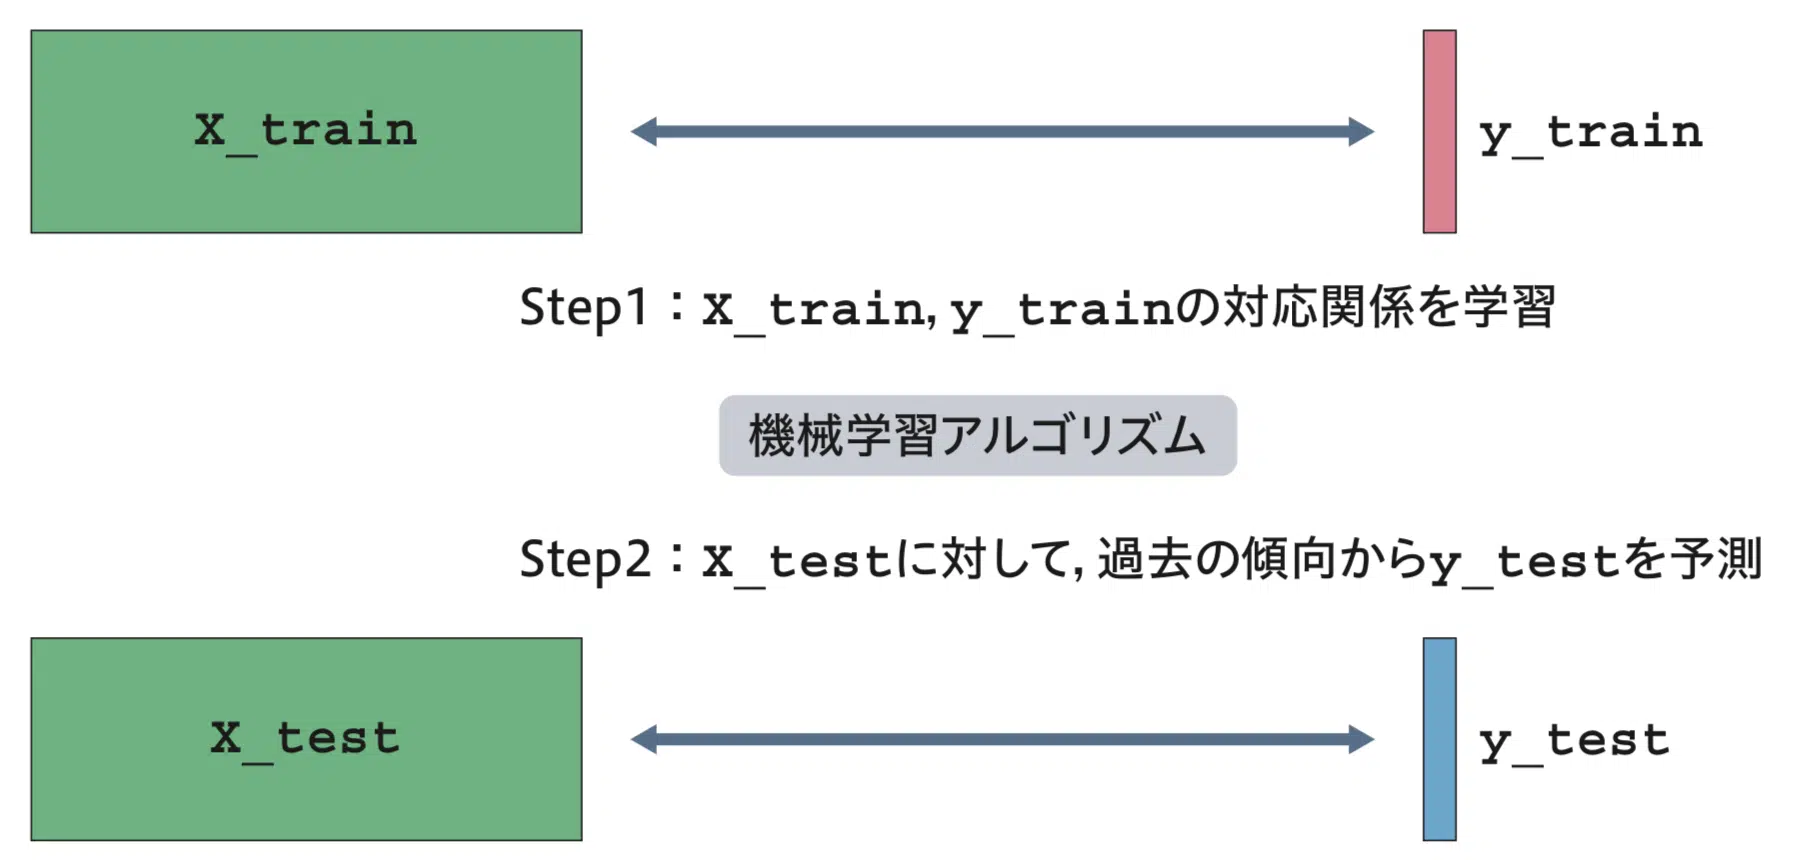 X_train
y_train
Step1：X_train, y_trainの対応関係を学習
機械学習アルゴリズム
Step2：X_testに対して, 過去の傾向からy_testを予測
X_test
y_test